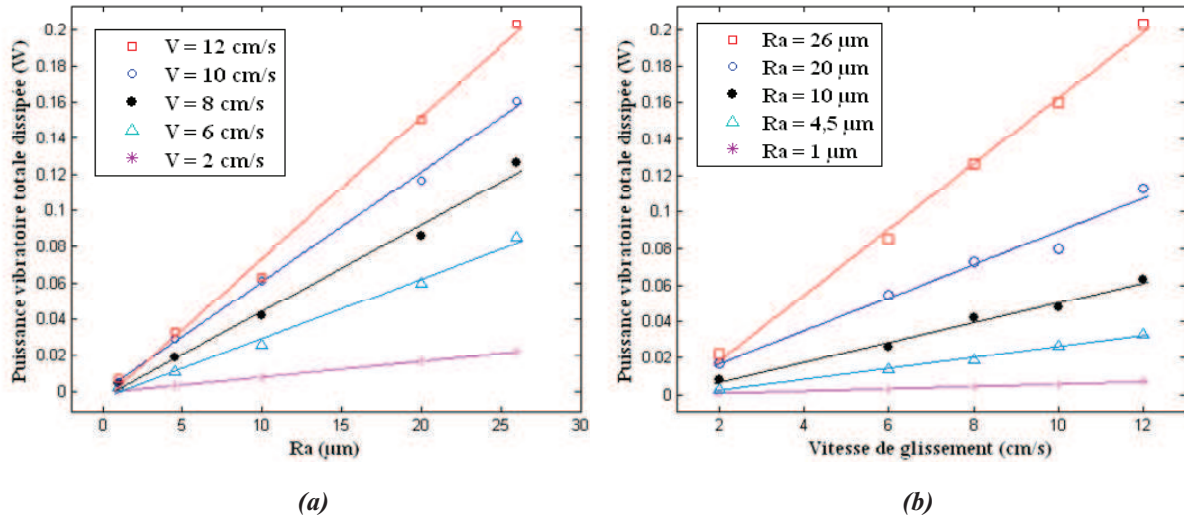 Puissance vibratoire totale dissipée (W)
0.2
0.18
0.16
0.14
0.12
0.1
0.08
0.06
0.04
0.02
0
V = 12 cm/s
V = 10 cm/s
V = 8 cm/s
V = 6 cm/s
V = 2 cm/s
0 5 10 15 20 25 30
Ra (µm)
(a)
Puissance vibratoire totale dissipée (W)
0.2
0.18
0.16
0.14
0.12
0.1
0.08
0.06
0.04
0.02
0
Ra = 26 µm
Ra = 20 µm
Ra = 10 µm
Ra = 4,5 µm
Ra = 1 µm
2 4 6 8 10 12
Vitesse de glissement (cm/s)
(b)